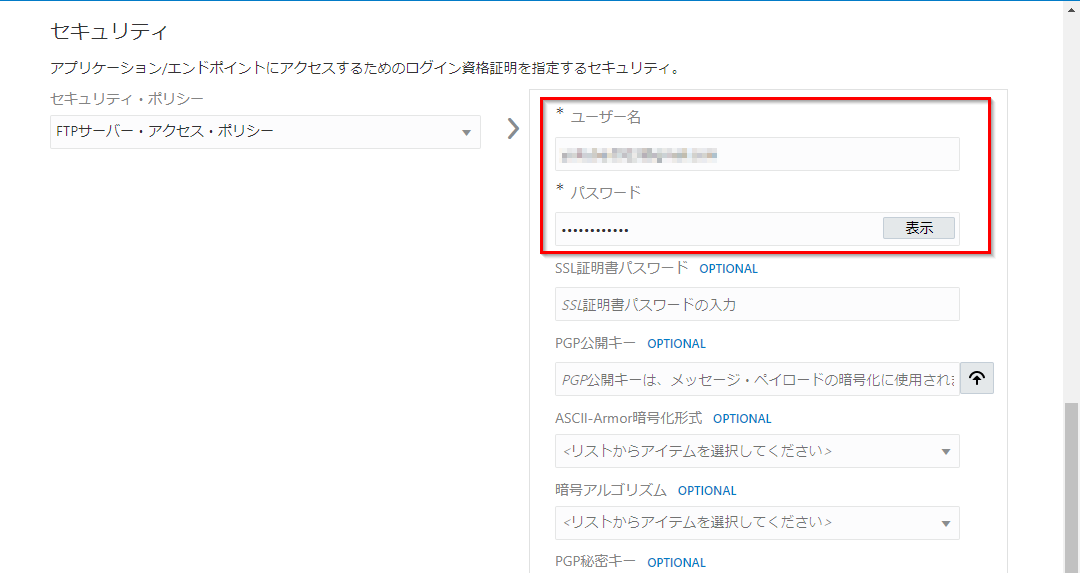 セキュリティ
アプリケーション/エンドポイントにアクセスするためのログイン資格証明を指定するセキュリティ。
セキュリティ・ポリシー
FTPサーバー・アクセス・ポリシー
* ユーザー名
* パスワード
•••••••••••• 表示
SSL証明書パスワード OPTIONAL
SSL証明書パスワードの入力
PGP公開キー OPTIONAL
PGP公開キーは、メッセージ・ペイロードの暗号化に使用されま
ASCII-Armor暗号化形式 OPTIONAL
<リストからアイテムを選択してください>
暗号アルゴリズム OPTIONAL
<リストからアイテムを選択してください>
PGP秘密キー OPTIONAL